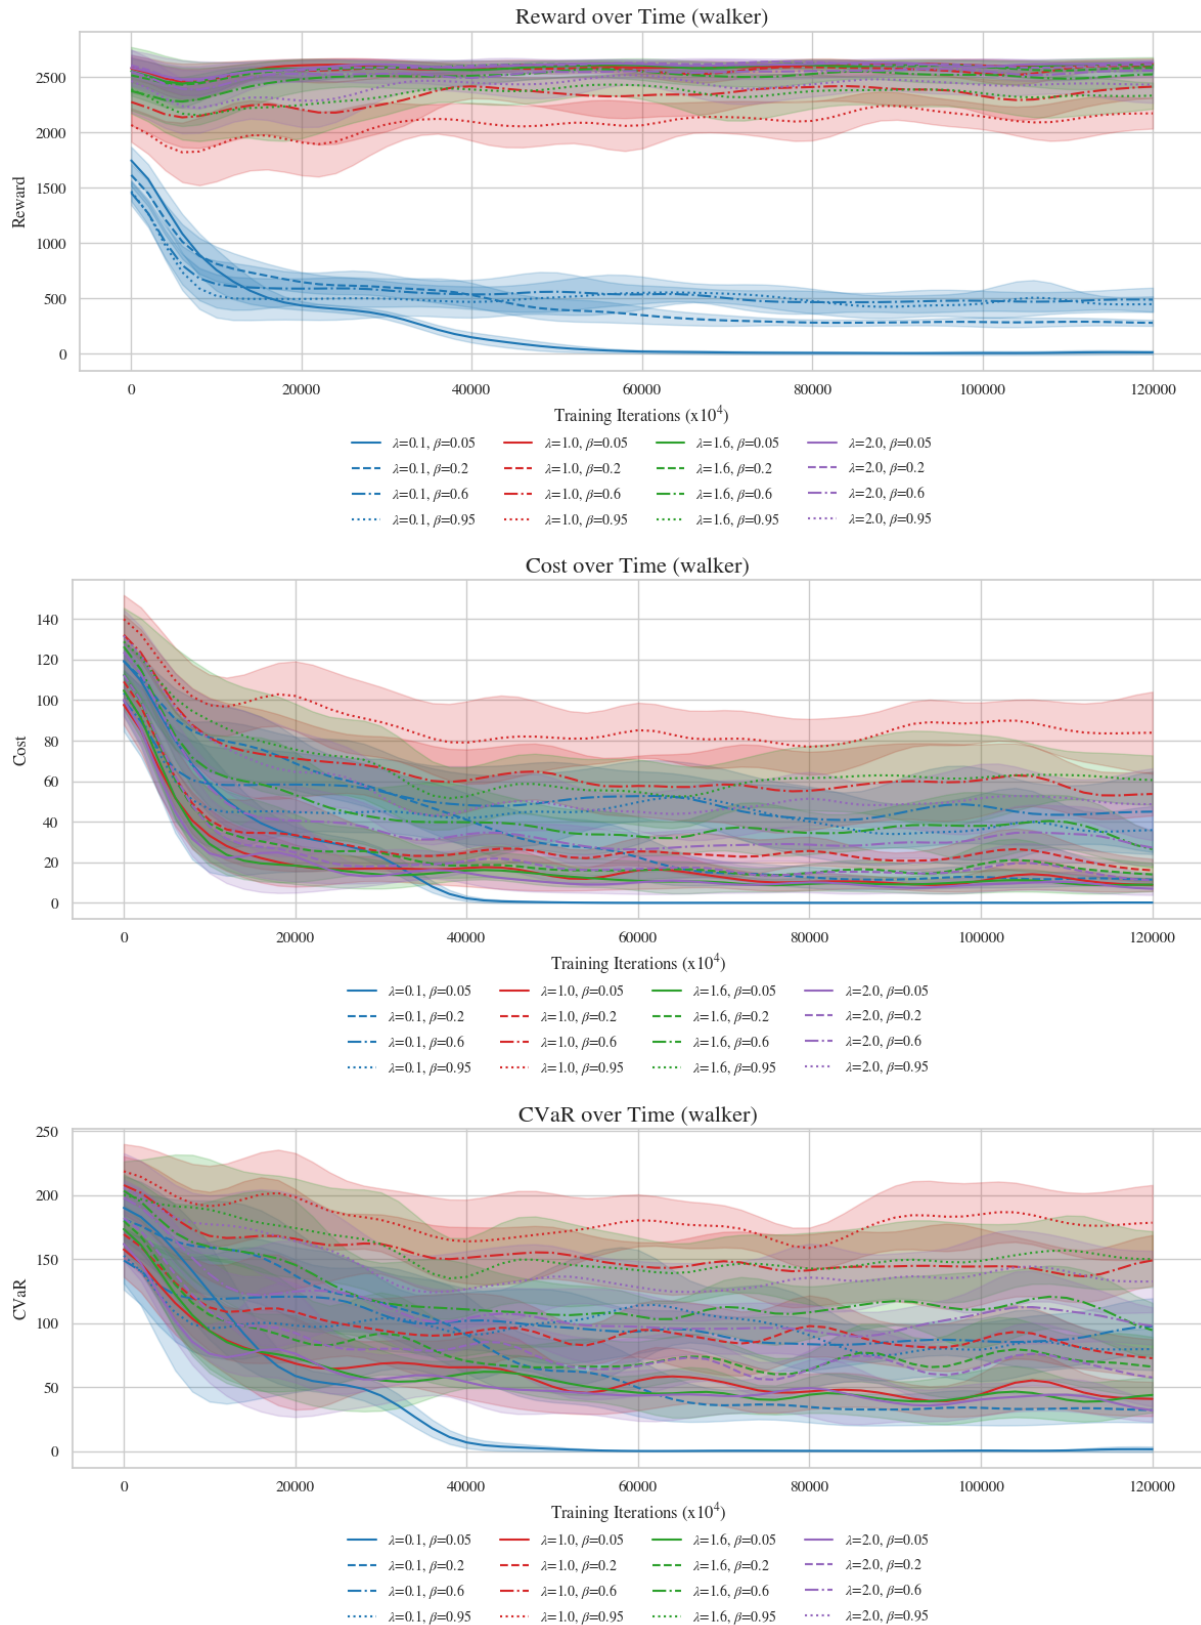 Reward over Time (walker)
2500
2000
1500
1000
500
0
Reward
0 20000 40000 60000 80000 100000 120000
Training Iterations (x10⁴)
λ=0.1, β=0.05 λ=1.0, β=0.05 λ=1.6, β=0.05 λ=2.0, β=0.05
λ=0.1, β=0.2 λ=1.0, β=0.2 λ=1.6, β=0.2 λ=2.0, β=0.2
λ=0.1, β=0.6 λ=1.0, β=0.6 λ=1.6, β=0.6 λ=2.0, β=0.6
λ=0.1, β=0.95 λ=1.0, β=0.95 λ=1.6, β=0.95 λ=2.0, β=0.95
Cost over Time (walker)
140
120
100
80
60
40
20
0
Cost
0 20000 40000 60000 80000 100000 120000
Training Iterations (x10⁴)
λ=0.1, β=0.05 λ=1.0, β=0.05 λ=1.6, β=0.05 λ=2.0, β=0.05
λ=0.1, β=0.2 λ=1.0, β=0.2 λ=1.6, β=0.2 λ=2.0, β=0.2
λ=0.1, β=0.6 λ=1.0, β=0.6 λ=1.6, β=0.6 λ=2.0, β=0.6
λ=0.1, β=0.95 λ=1.0, β=0.95 λ=1.6, β=0.95 λ=2.0, β=0.95
CVaR over Time (walker)
250
200
150
100
50
0
CVaR
0 20000 40000 60000 80000 100000 120000
Training Iterations (x10⁴)
λ=0.1, β=0.05 λ=1.0, β=0.05 λ=1.6, β=0.05 λ=2.0, β=0.05
λ=0.1, β=0.2 λ=1.0, β=0.2 λ=1.6, β=0.2 λ=2.0, β=0.2
λ=0.1, β=0.6 λ=1.0, β=0.6 λ=1.6, β=0.6 λ=2.0, β=0.6
λ=0.1, β=0.95 λ=1.0, β=0.95 λ=1.6, β=0.95 λ=2.0, β=0.95